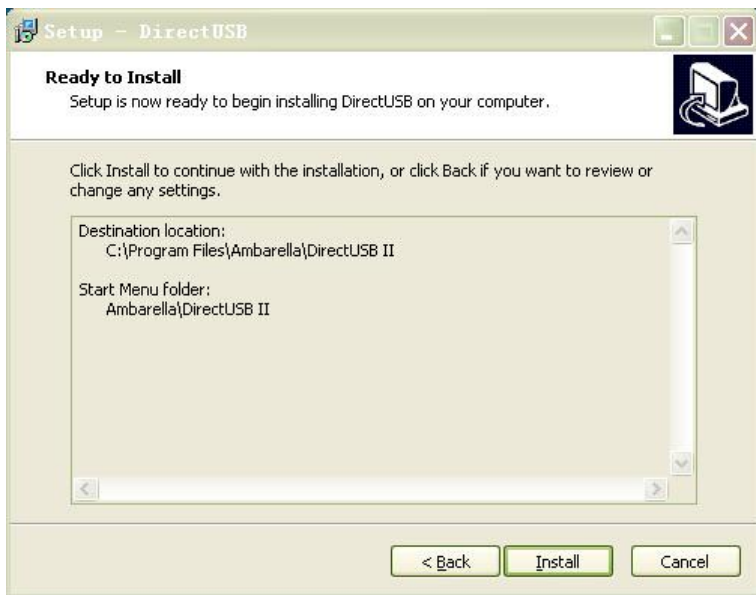 Setup - DirectUSB
Ready to Install
Setup is now ready to begin installing DirectUSB on your computer.
Click Install to continue with the installation, or click Back if you want to review or
change any settings.
Destination location:
C:\Program Files\Ambarella\DirectUSB II
Start Menu folder:
Ambarella\DirectUSB II
< Back
Install
Cancel